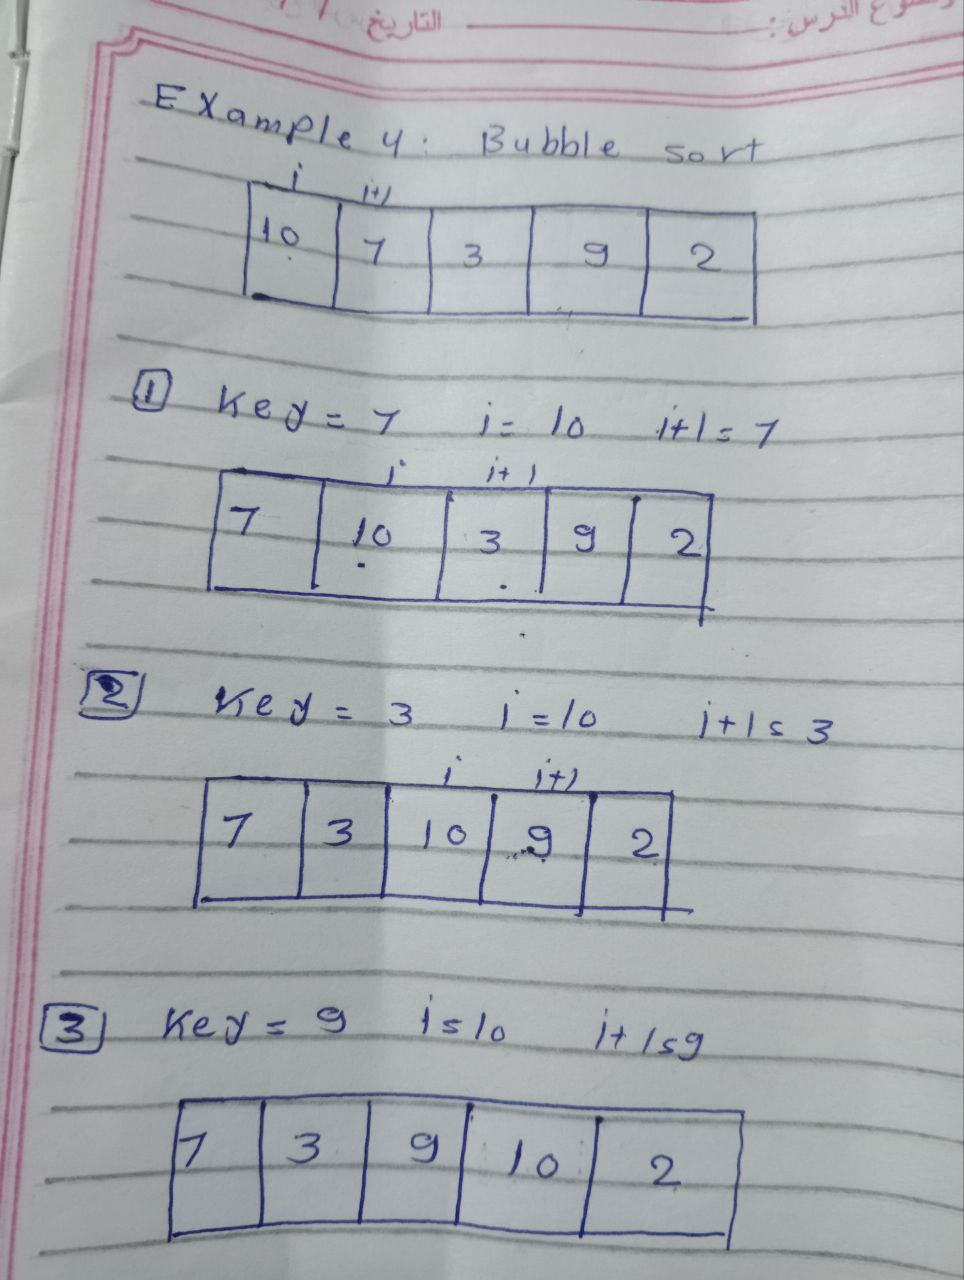 التاريخ
Example 4: Bubble sort
i i+1
10 7 3 9 2
1 Key = 7 i = 10 i+1 = 7
i i+1
7 10 3 9 2
2 Key = 3 i = 10 i+1 = 3
i i+1
7 3 10 9 2
3 Key = 9 i = 10 i+1 = 9
7 3 9 10 2